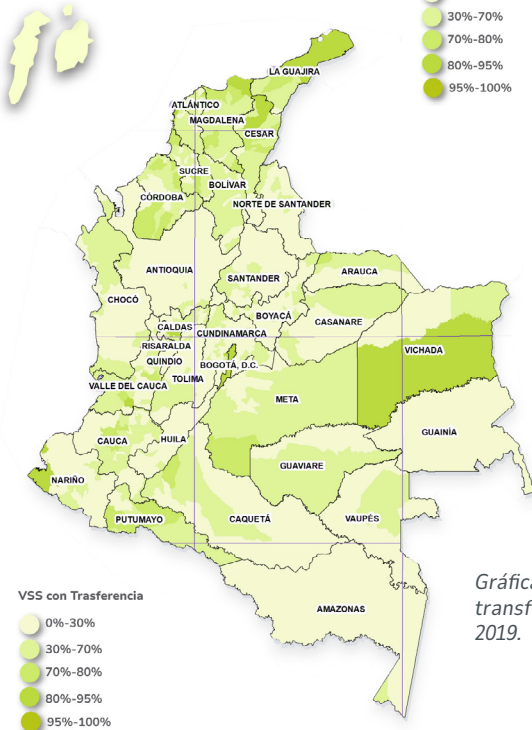 30%-70%
70%-80%
80%-95%
95%-100%
LA GUAJIRA
ATLÁNTICO
MAGDALENA
CESAR
SUCRE
BOLÍVAR
CÓRDOBA
NORTE DE SANTANDER
ANTIOQUIA
SANTANDER
ARAUCA
CHOCÓ
BOYACÁ
CASANARE
CALDAS
CUNDINAMARCA
RISARALDA
VICHADA
QUINDIO
BOGOTÁ, D.C.
TOLIMA
VALLE DEL CAUCA
META
GUAINÍA
CAUCA
HUILA
GUAVIARE
NARIÑO
PUTUMAYO
CAQUETÁ
VAUPÉS
AMAZONAS
Gráfica
transf
2019.
VSS con Trasferencia
0%-30%
30%-70%
70%-80%
80%-95%
95%-100%